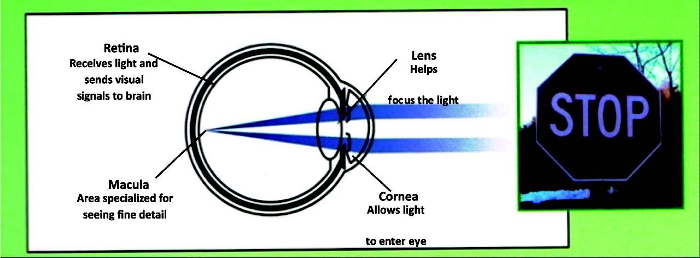 Retina
Receives light and
sends visual
signals to brain
Lens
Helps
focus the light
STOP
Macula
Area specialized for
seeing fine detail
Cornea
Allows light
to enter eye